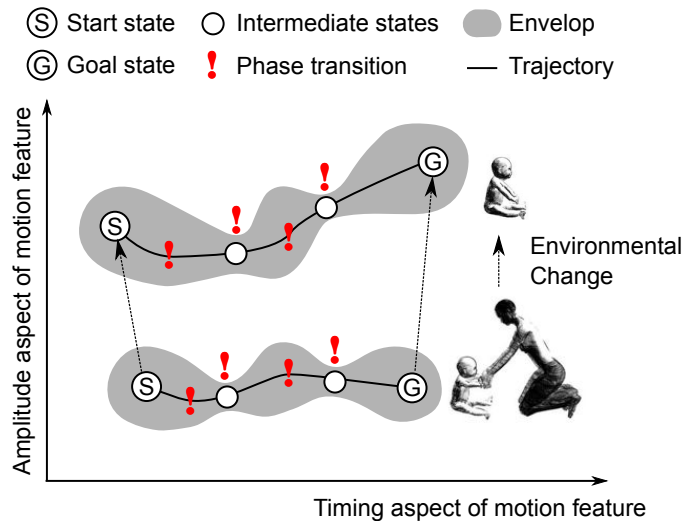 S Start state
Intermediate states
Envelop
G Goal state
! Phase transition
Trajectory
Amplitude aspect of motion feature
G
!
!
S
!
!
Environmental
Change
!
!
S
!
!
G
Timing aspect of motion feature